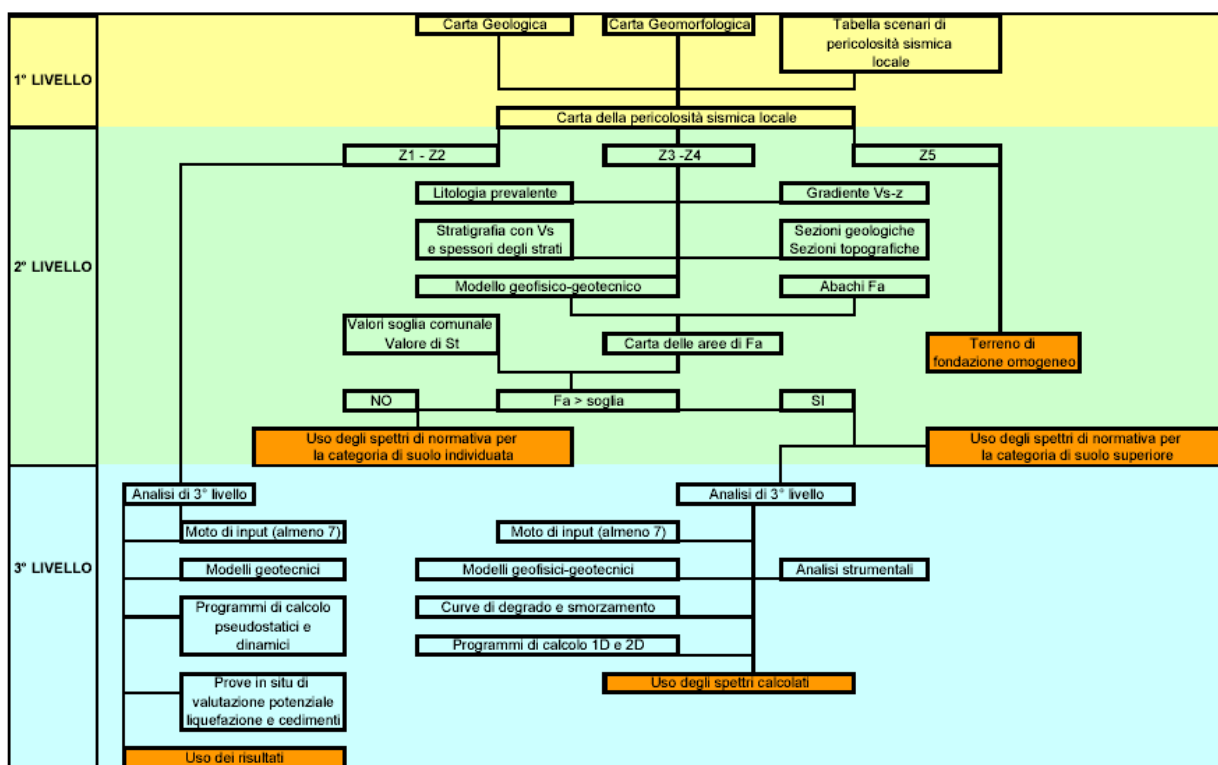 Carta Geologica
Carta Geomorfologica
Tabella scenari di
pericolosità sismica
locale
1° LIVELLO
Carta della pericolosità sismica locale
Z1 - Z2
Z3 -Z4
Z5
Litologia prevalente
Gradiente Vs-z
Stratigrafia con Vs
e spessori degli strati
Sezioni geologiche
Sezioni topografiche
2° LIVELLO
Modello geofisico-geotecnico
Abachi Fa
Valori soglia comunale
Valore di St
Carta delle aree di Fa
Terreno di
fondazione omogeneo
NO
Fa > soglia
SI
Uso degli spettri di normativa per
la categoria di suolo individuata
Uso degli spettri di normativa per
la categoria di suolo superiore
Analisi di 3° livello
Analisi di 3° livello
Moto di input (almeno 7)
Moto di input (almeno 7)
3° LIVELLO
Modelli geotecnici
Modelli geofisici-geotecnici
Analisi strumentali
Programmi di calcolo
pseudostatici e
dinamici
Curve di degrado e smorzamento
Programmi di calcolo 1D e 2D
Prove in situ di
valutazione potenziale
liquefazione e cedimenti
Uso degli spettri calcolati
Uso dei risultati